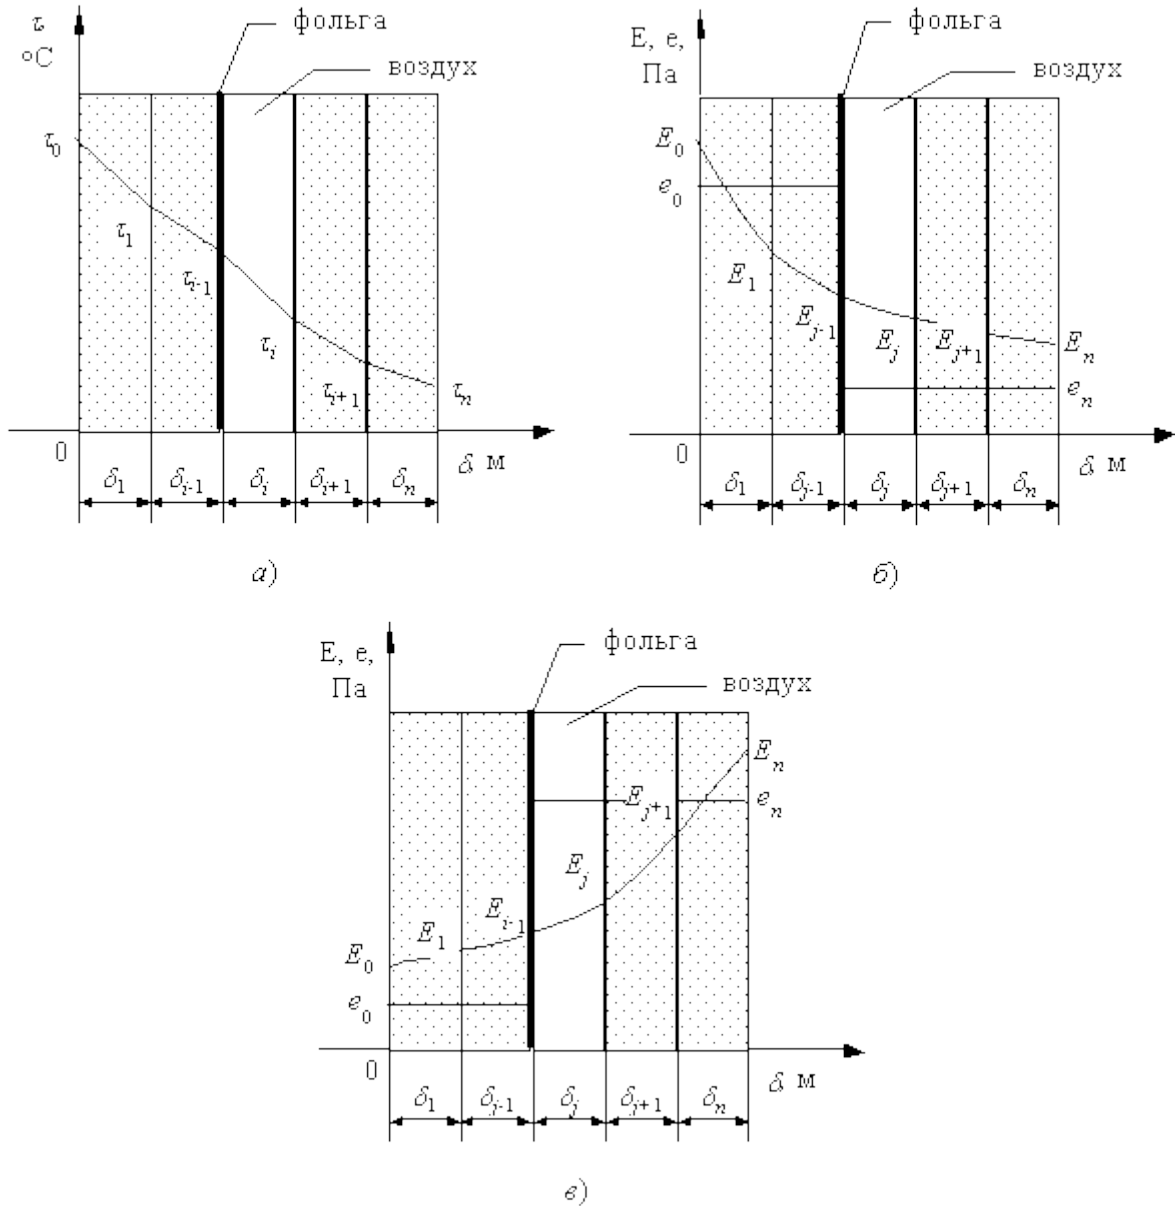 τ,
°C
фольга
воздух
τ₀
τ₁
τᵢ₋₁
τᵢ
τᵢ₊₁
τₙ
0
δ, м
δ₁ δᵢ₋₁ δᵢ δᵢ₊₁ δₙ
а)
E, e,
Па
фольга
воздух
E₀
e₀
E₁
Eⱼ₋₁
Eⱼ
Eⱼ₊₁
Eₙ
eₙ
0
δ, м
δ₁ δⱼ₋₁ δⱼ δⱼ₊₁ δₙ
б)
E, e,
Па
фольга
воздух
Eₙ
Eⱼ₊₁
eₙ
Eⱼ
Eᵢ₋₁
E₁
E₀
e₀
0
δ, м
δ₁ δⱼ₋₁ δⱼ δⱼ₊₁ δₙ
в)